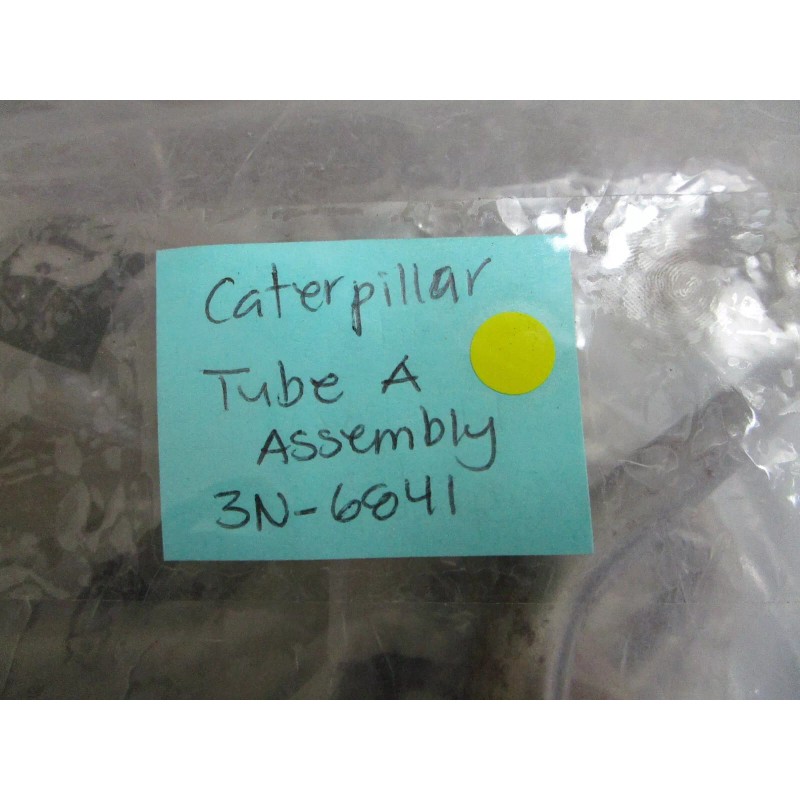 Caterpillar
Tube A
Assembly
3N-6841